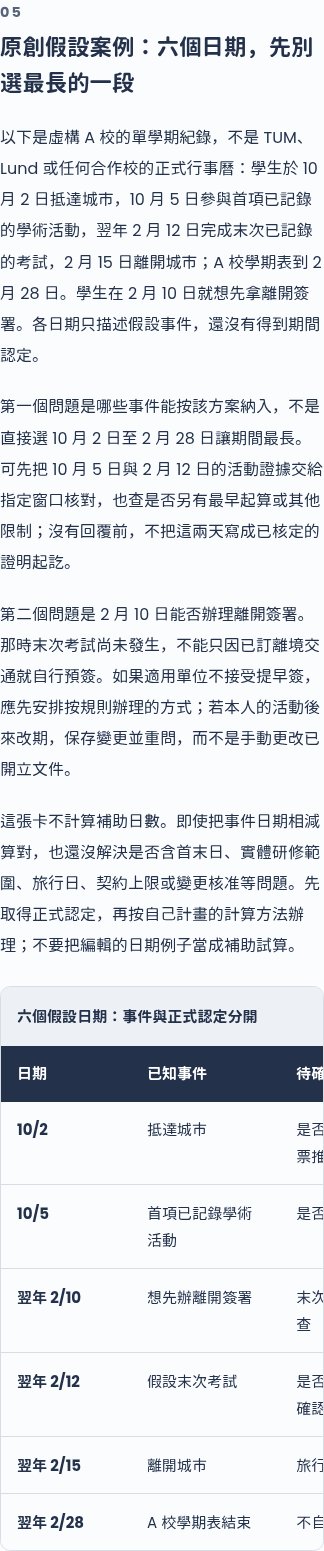 05
原創假設案例：六個日期，先別
選最長的一段
以下是虛構 A 校的單學期紀錄，不是 TUM、
Lund 或任何合作校的正式行事曆：學生於 10
月 2 日抵達城市，10 月 5 日參與首項已記錄
的學術活動，翌年 2 月 12 日完成末次已記錄
的考試，2 月 15 日離開城市；A 校學期表到 2
月 28 日。學生在 2 月 10 日就想先拿離開簽
署。各日期只描述假設事件，還沒有得到期間
認定。
第一個問題是哪些事件能按該方案納入，不是
直接選 10 月 2 日至 2 月 28 日讓期間最長。
可先把 10 月 5 日與 2 月 12 日的活動證據交給
指定窗口核對，也查是否另有最早起算或其他
限制；沒有回覆前，不把這兩天寫成已核定的
證明起訖。
第二個問題是 2 月 10 日能否辦理離開簽署。
那時末次考試尚未發生，不能只因已訂離境交
通就自行預簽。如果適用單位不接受提早簽，
應先安排按規則辦理的方式；若本人的活動後
來改期，保存變更並重問，而不是手動更改已
開立文件。
這張卡不計算補助日數。即使把事件日期相減
算對，也還沒解決是否含首末日、實體研修範
圍、旅行日、契約上限或變更核准等問題。先
取得正式認定，再按自己計畫的計算方法辦
理；不要把編輯的日期例子當成補助試算。
六個假設日期：事件與正式認定分開
日期 已知事件 待確
10/2 抵達城市 是否
票推
10/5 首項已記錄學術 是否
活動
翌年 2/10 想先辦離開簽署 末次
查
翌年 2/12 假設末次考試 是否
確認
翌年 2/15 離開城市 旅行
翌年 2/28 A 校學期表結束 不自